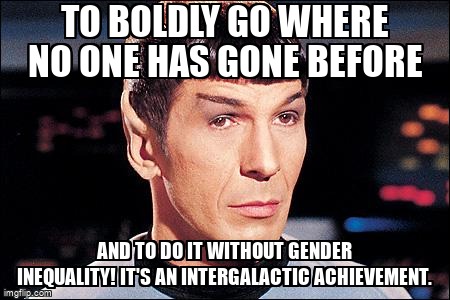 TO BOLDLY GO WHERE
NO ONE HAS GONE BEFORE
AND TO DO IT WITHOUT GENDER
INEQUALITY! IT'S AN INTERGALACTIC ACHIEVEMENT.
imgflip.com